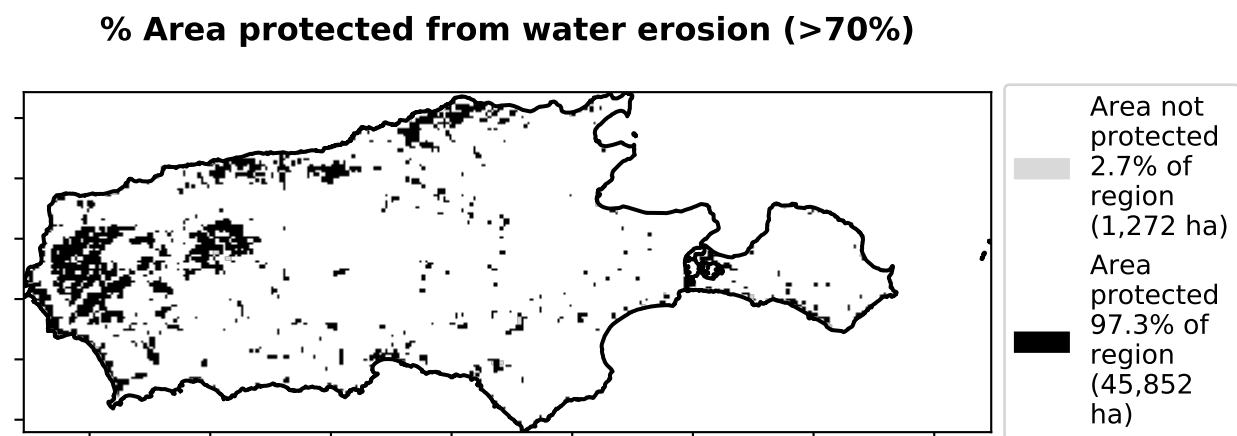 % Area protected from water erosion (>70%)
Area not
protected
2.7% of
region
(1,272 ha)
Area
protected
97.3% of
region
(45,852
ha)